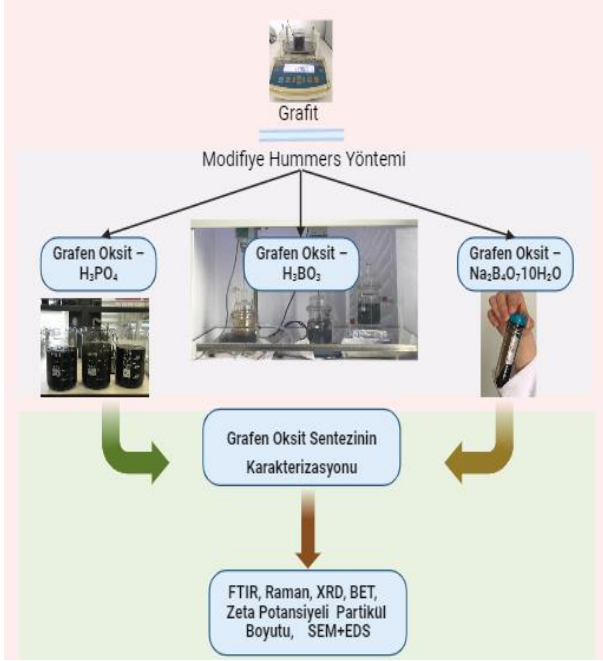 Grafit
Modifiye Hummers Yöntemi
Grafen Oksit –
H₃PO₄
Grafen Oksit –
H₃BO₃
Grafen Oksit –
Na₂B₄O₇10H₂O
Grafen Oksit Sentezinin
Karakterizasyonu
FTIR, Raman, XRD, BET,
Zeta Potansiyeli Partikül
Boyutu, SEM+EDS